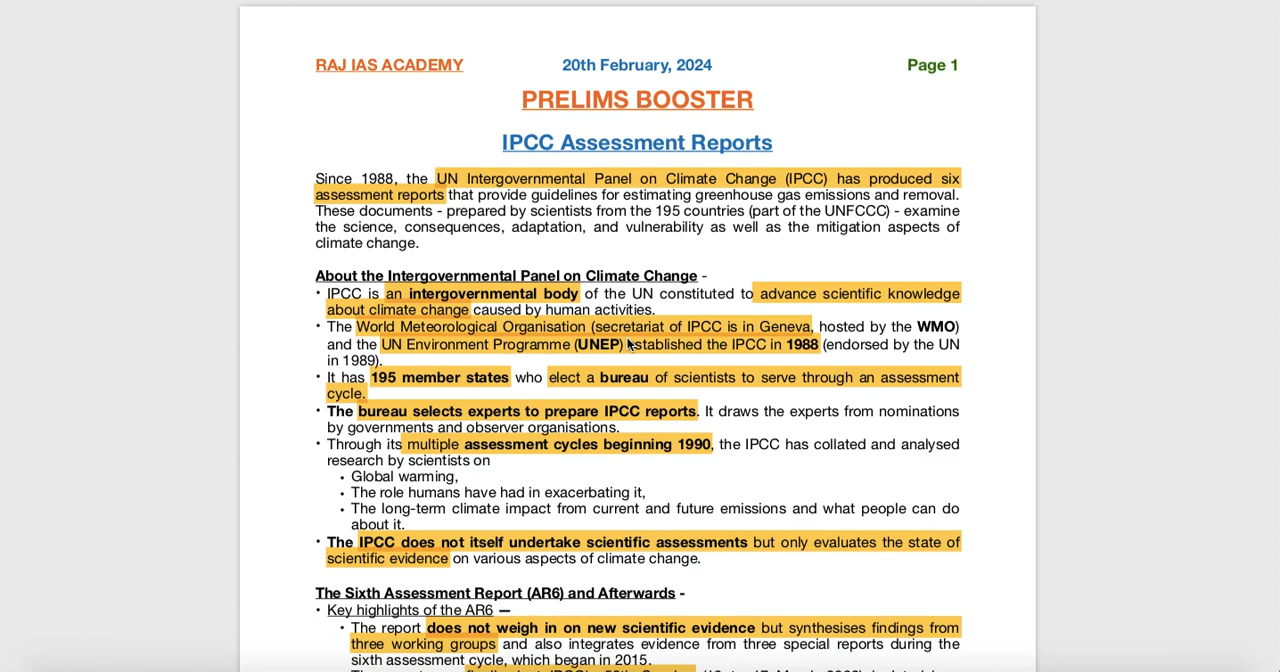 RAJ IAS ACADEMY 20th February, 2024 Page 1
PRELIMS BOOSTER
IPCC Assessment Reports
Since 1988, the UN Intergovernmental Panel on Climate Change (IPCC) has produced six
assessment reports that provide guidelines for estimating greenhouse gas emissions and removal.
These documents - prepared by scientists from the 195 countries (part of the UNFCCC) - examine
the science, consequences, adaptation, and vulnerability as well as the mitigation aspects of
climate change.
About the Intergovernmental Panel on Climate Change -
• IPCC is an intergovernmental body of the UN constituted to advance scientific knowledge
about climate change caused by human activities.
• The World Meteorological Organisation (secretariat of IPCC is in Geneva, hosted by the WMO)
and the UN Environment Programme (UNEP) established the IPCC in 1988 (endorsed by the UN
in 1989).
• It has 195 member states who elect a bureau of scientists to serve through an assessment
cycle.
• The bureau selects experts to prepare IPCC reports. It draws the experts from nominations
by governments and observer organisations.
• Through its multiple assessment cycles beginning 1990, the IPCC has collated and analysed
research by scientists on
• Global warming,
• The role humans have had in exacerbating it,
• The long-term climate impact from current and future emissions and what people can do
about it.
• The IPCC does not itself undertake scientific assessments but only evaluates the state of
scientific evidence on various aspects of climate change.
The Sixth Assessment Report (AR6) and Afterwards -
• Key highlights of the AR6 —
• The report does not weigh in on new scientific evidence but synthesises findings from
three working groups and also integrates evidence from three special reports during the
sixth assessment cycle, which began in 2015.